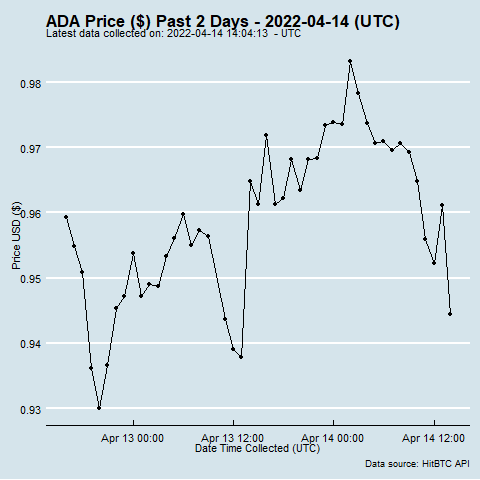 ADA Price ($) Past 2 Days - 2022-04-14 (UTC)
Latest data collected on: 2022-04-14 14:04:13 - UTC
0.98
0.97
0.96
0.95
0.94
0.93
Price USD ($)
Apr 13 00:00 Apr 13 12:00 Apr 14 00:00 Apr 14 12:00
Date Time Collected (UTC)
Data source: HitBTC API